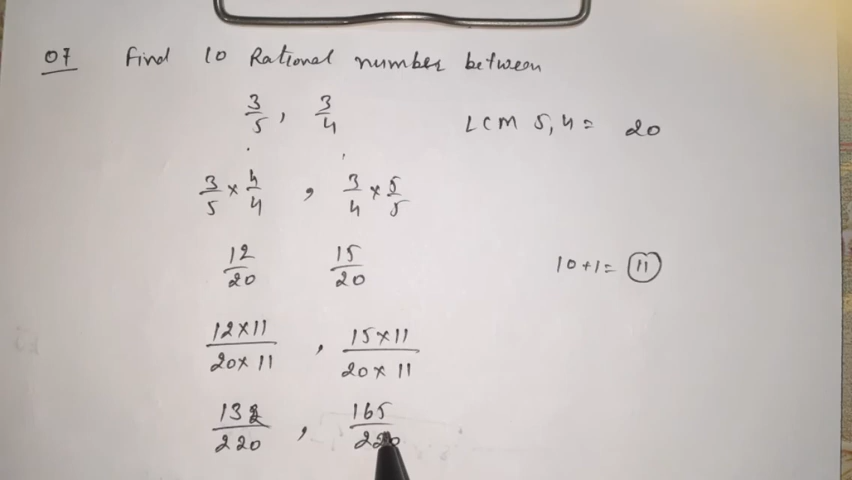 07 Find 10 Rational number between
3/5, 3/4 LCM 5,4 = 20
3/5 × 4/4 , 3/4 × 5/5
12/20 15/20 10+1= 11
12×11/20×11 , 15×11/20×11
132/220 , 165/220